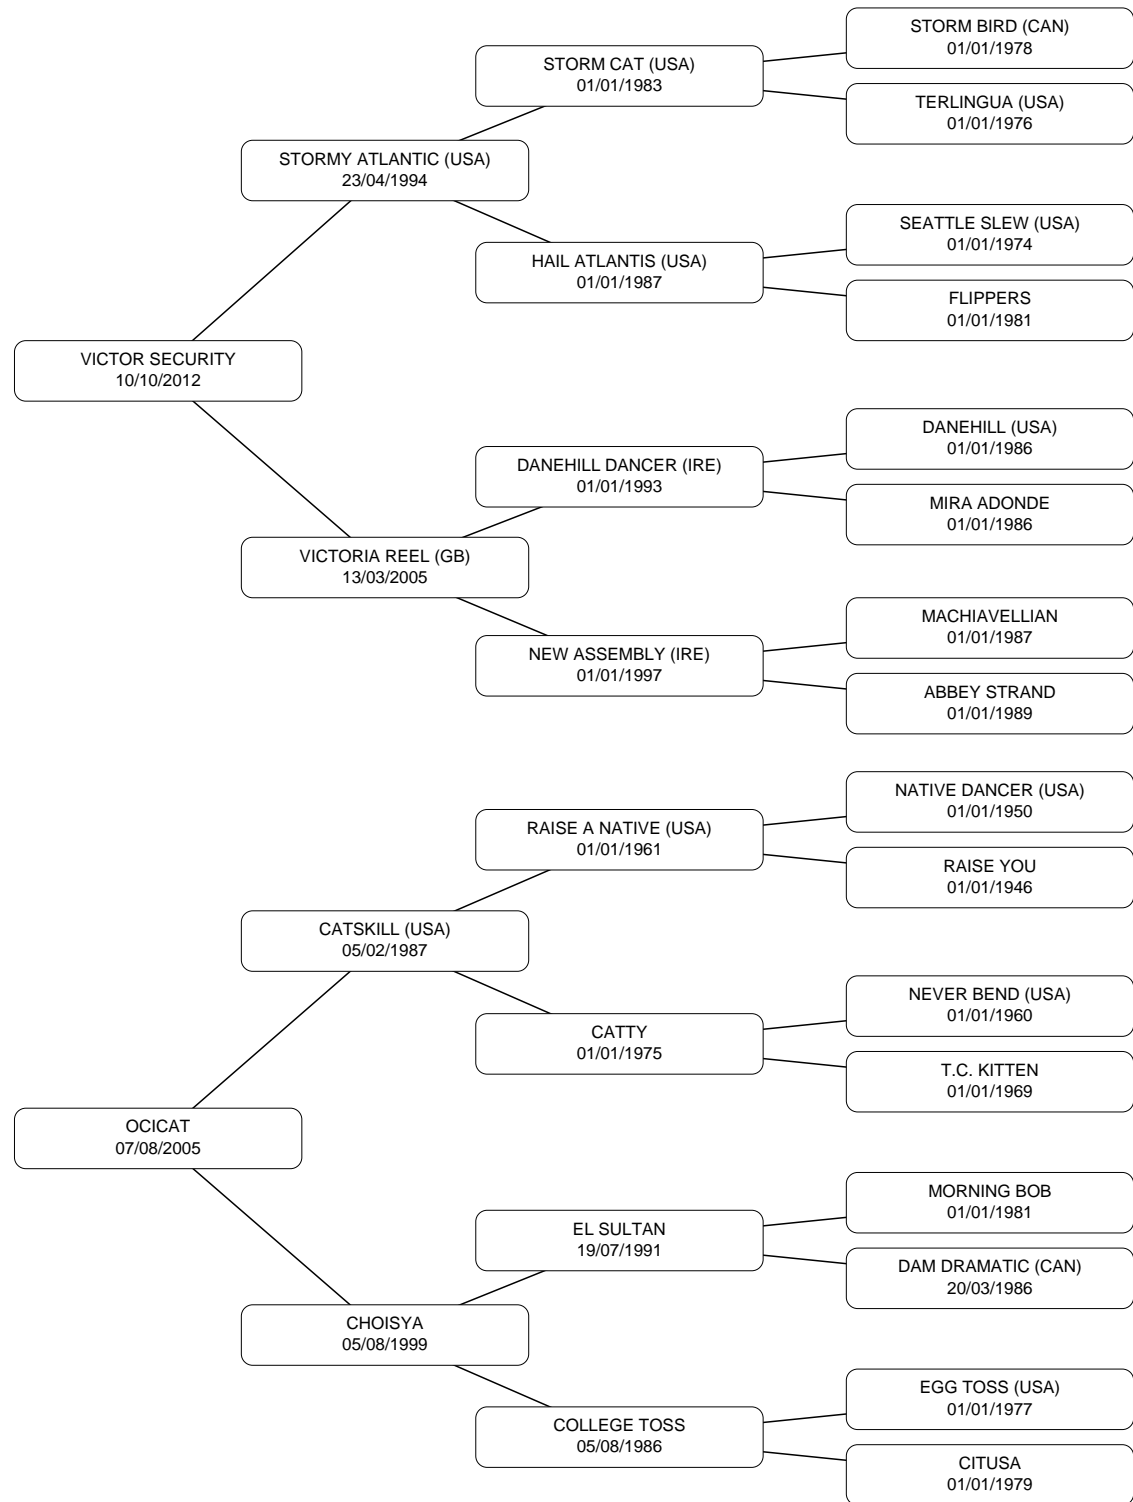 STORM BIRD (CAN)
01/01/1978
STORM CAT (USA)
01/01/1983
TERLINGUA (USA)
01/01/1976
STORMY ATLANTIC (USA)
23/04/1994
SEATTLE SLEW (USA)
01/01/1974
HAIL ATLANTIS (USA)
01/01/1987
FLIPPERS
01/01/1981
VICTOR SECURITY
10/10/2012
DANEHILL (USA)
01/01/1986
DANEHILL DANCER (IRE)
01/01/1993
MIRA ADONDE
01/01/1986
VICTORIA REEL (GB)
13/03/2005
MACHIAVELLIAN
01/01/1987
NEW ASSEMBLY (IRE)
01/01/1997
ABBEY STRAND
01/01/1989
NATIVE DANCER (USA)
01/01/1950
RAISE A NATIVE (USA)
01/01/1961
RAISE YOU
01/01/1946
CATSKILL (USA)
05/02/1987
NEVER BEND (USA)
01/01/1960
CATTY
01/01/1975
T.C. KITTEN
01/01/1969
OCICAT
07/08/2005
MORNING BOB
01/01/1981
EL SULTAN
19/07/1991
DAM DRAMATIC (CAN)
20/03/1986
CHOISYA
05/08/1999
EGG TOSS (USA)
01/01/1977
COLLEGE TOSS
05/08/1986
CITUSA
01/01/1979